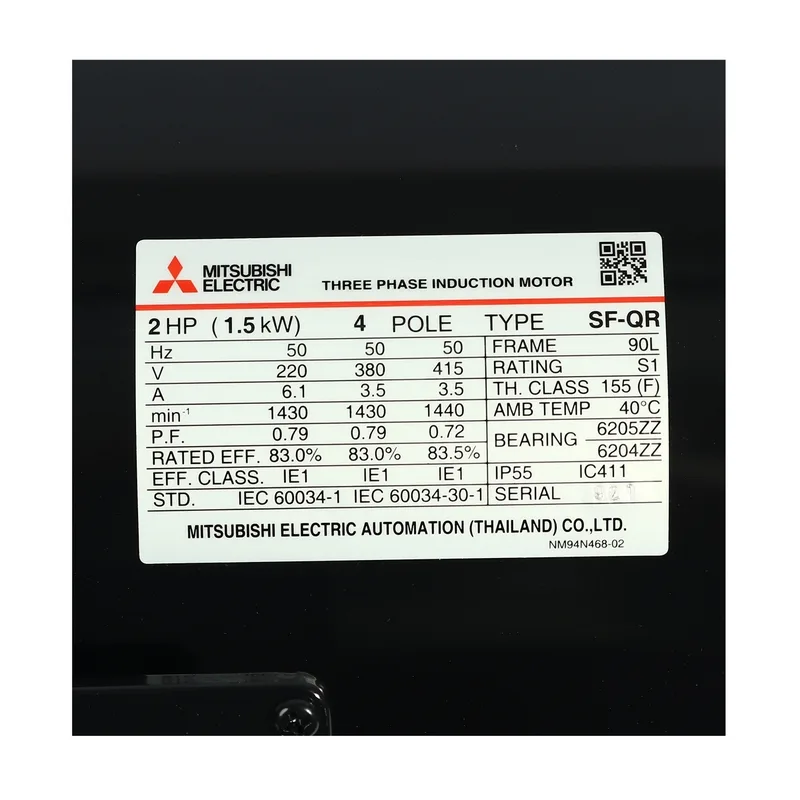 MITSUBISHI
ELECTRIC
THREE PHASE INDUCTION MOTOR
2 HP (1.5 kW) 4 POLE TYPE SF-QR
Hz 50 50 50 FRAME 90L
V 220 380 415 RATING S1
A 6.1 3.5 3.5 TH. CLASS 155 (F)
min-1 1430 1430 1440 AMB TEMP 40°C
P.F. 0.79 0.79 0.72 BEARING 6205ZZ
RATED EFF. 83.0% 83.0% 83.5% 6204ZZ
EFF. CLASS. IE1 IE1 IE1 IP55 IC411
STD. IEC 60034-1 IEC 60034-30-1 SERIAL
MITSUBISHI ELECTRIC AUTOMATION (THAILAND) CO.,LTD.
NM94N468-02